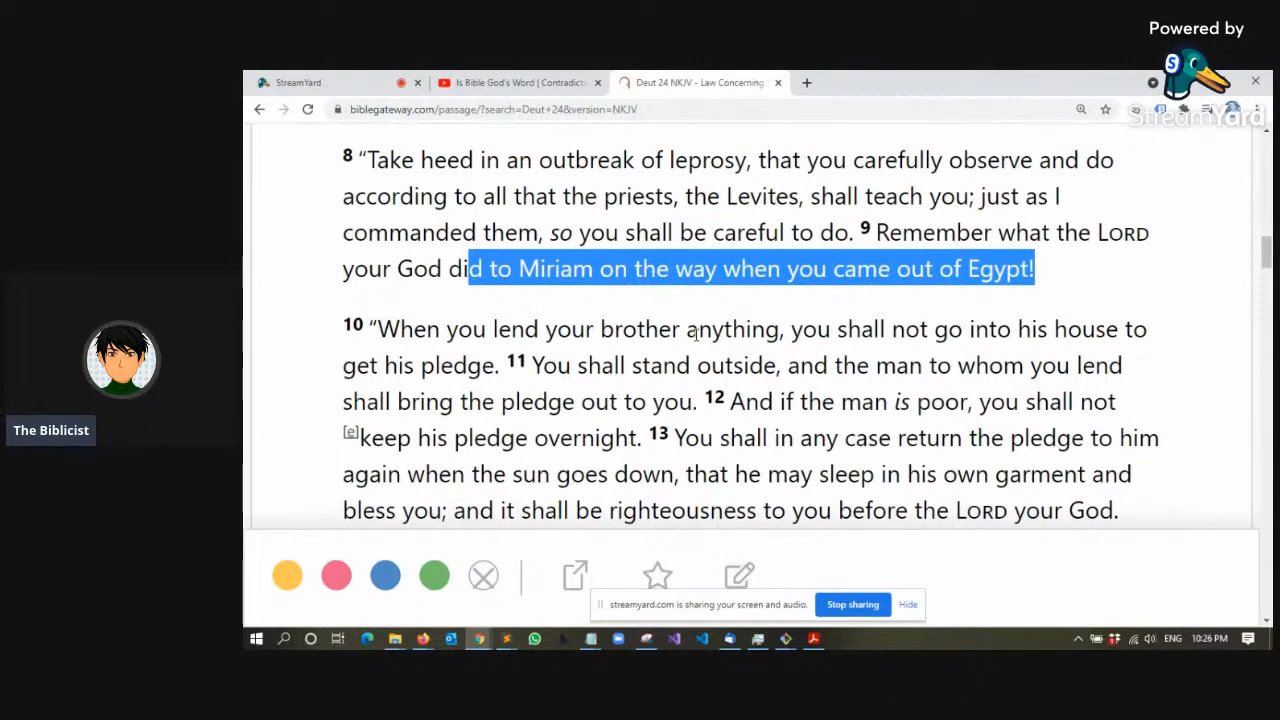 Powered by
StreamYard
StreamYard
Is Bible God's Word | Contradicti
Deut 24 NKJV - Law Concerning
biblegateway.com/passage/?search=Deut+24&version=NKJV
8 “Take heed in an outbreak of leprosy, that you carefully observe and do
according to all that the priests, the Levites, shall teach you; just as I
commanded them, so you shall be careful to do. 9 Remember what the LORD
your God did to Miriam on the way when you came out of Egypt!
10 “When you lend your brother anything, you shall not go into his house to
get his pledge. 11 You shall stand outside, and the man to whom you lend
shall bring the pledge out to you. 12 And if the man is poor, you shall not
[e]keep his pledge overnight. 13 You shall in any case return the pledge to him
again when the sun goes down, that he may sleep in his own garment and
bless you; and it shall be righteousness to you before the LORD your God.
The Biblicist
streamyard.com is sharing your screen and audio.
Stop sharing
Hide
ENG
10:26 PM